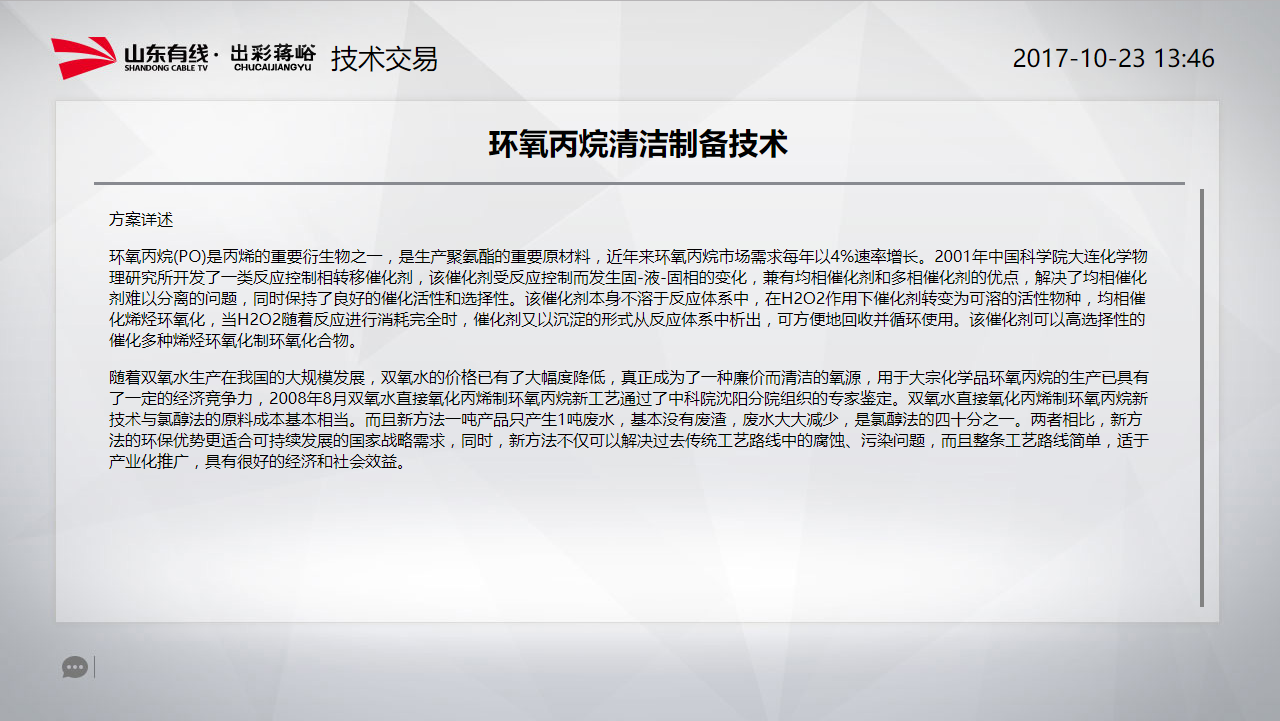 山东有线·出彩蒋峪 技术交易
SHANDONG CABLE TV CHUCAIJIANGYU
2017-10-23 13:46
环氧丙烷清洁制备技术
方案详述
环氧丙烷(PO)是丙烯的重要衍生物之一，是生产聚氨酯的重要原材料，近年来环氧丙烷市场需求每年以4%速率增长。2001年中国科学院大连化学物
理研究所开发了一类反应控制相转移催化剂，该催化剂受反应控制而发生固-液-固相的变化，兼有均相催化剂和多相催化剂的优点，解决了均相催化
剂难以分离的问题，同时保持了良好的催化活性和选择性。该催化剂本身不溶于反应体系中，在H2O2作用下催化剂转变为可溶的活性物种，均相催
化烯烃环氧化，当H2O2随着反应进行消耗完全时，催化剂又以沉淀的形式从反应体系中析出，可方便地回收并循环使用。该催化剂可以高选择性的
催化多种烯烃环氧化制环氧化合物。
随着双氧水生产在我国的大规模发展，双氧水的价格已有了大幅度降低，真正成为了一种廉价而清洁的氧源，用于大宗化学品环氧丙烷的生产已具有
了一定的经济竞争力，2008年8月双氧水直接氧化丙烯制环氧丙烷新工艺通过了中科院沈阳分院组织的专家鉴定。双氧水直接氧化丙烯制环氧丙烷新
技术与氯醇法的原料成本基本相当。而且新方法一吨产品只产生1吨废水，基本没有废渣，废水大大减少，是氯醇法的四十分之一。两者相比，新方
法的环保优势更适合可持续发展的国家战略需求，同时，新方法不仅可以解决过去传统工艺路线中的腐蚀、污染问题，而且整条工艺路线简单，适于
产业化推广，具有很好的经济和社会效益。